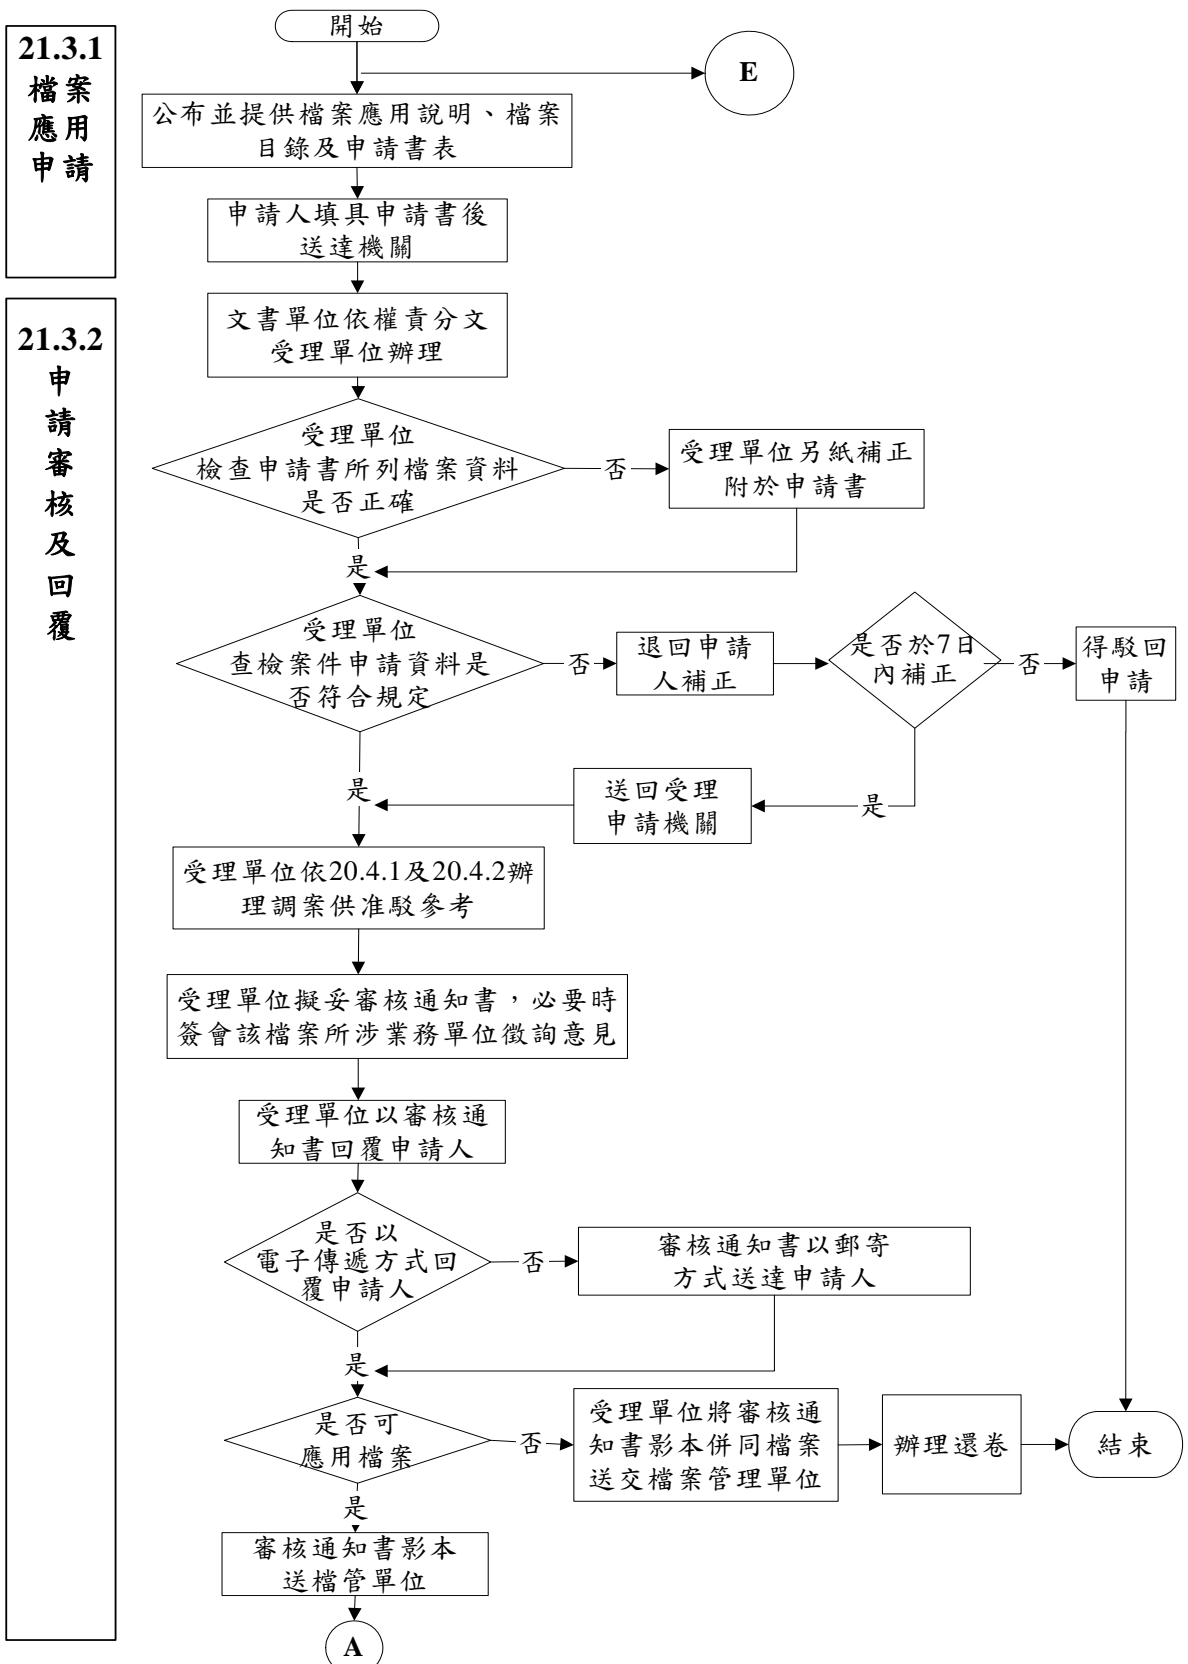 21.3.1
檔案
應用
申請
開始
E
公布並提供檔案應用說明、檔案
目錄及申請書表
申請人填具申請書後
送達機關
21.3.2
申
請
審
核
及
回
覆
文書單位依權責分文
受理單位辦理
受理單位
檢查申請書所列檔案資料
是否正確
否
受理單位另紙補正
附於申請書
是
受理單位
查檢案件申請資料是
否符合規定
否
退回申請
人補正
是否於7日
內補正
否
得駁回
申請
是
送回受理
申請機關
是
受理單位依20.4.1及20.4.2辦
理調案供准駁參考
受理單位擬妥審核通知書，必要時
簽會該檔案所涉業務單位徵詢意見
受理單位以審核通
知書回覆申請人
是否以
電子傳遞方式回
覆申請人
否
審核通知書以郵寄
方式送達申請人
是
是否可
應用檔案
否
受理單位將審核通
知書影本併同檔案
送交檔案管理單位
辦理還卷
結束
是
審核通知書影本
送檔管單位
A